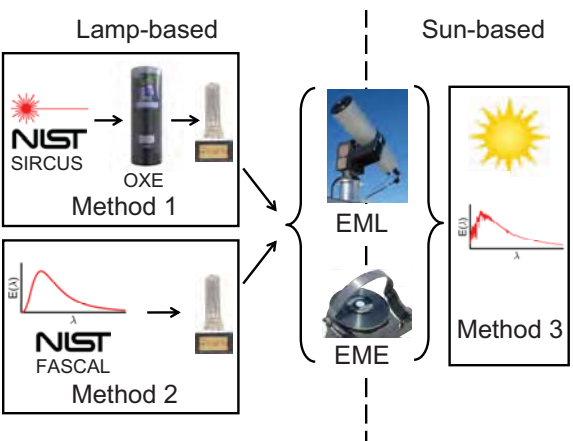 Lamp-based
Sun-based
NIST
SIRCUS
OXE
Method 1
E(λ)
λ
NIST
FASCAL
Method 2
EML
EME
E(λ)
λ
Method 3